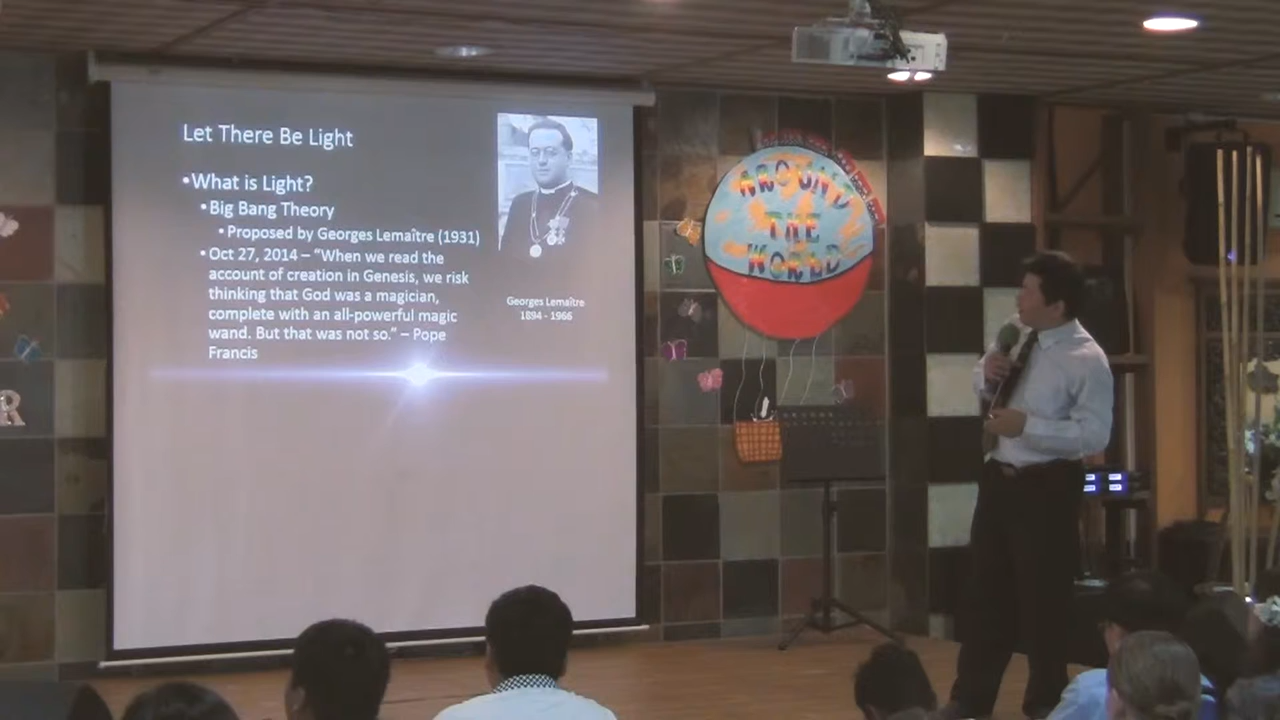 Let There Be Light
•What is Light?
•Big Bang Theory
•Proposed by Georges Lemaître (1931)
•Oct 27, 2014 – “When we read the
account of creation in Genesis, we risk
thinking that God was a magician,
complete with an all-powerful magic
wand. But that was not so.” – Pope
Francis
Georges Lemaître
1894 - 1966
AROUND
THE
WORLD
R